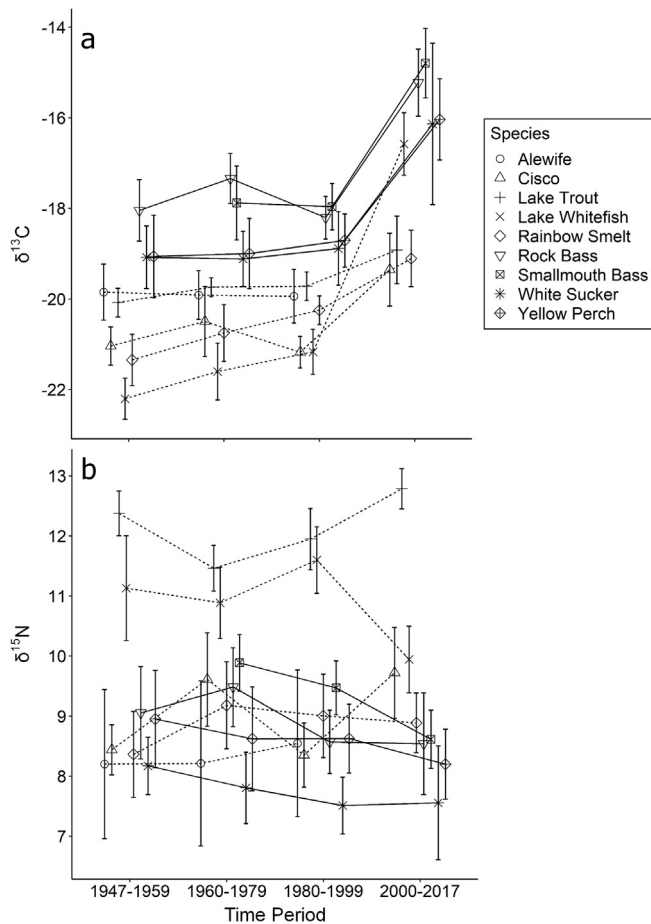 a
-14
-16
-18
-20
-22
δ13C
Species
Alewife
Cisco
Lake Trout
Lake Whitefish
Rainbow Smelt
Rock Bass
Smallmouth Bass
White Sucker
Yellow Perch
b
13
12
11
10
9
8
7
δ15N
1947-1959 1960-1979 1980-1999 2000-2017
Time Period